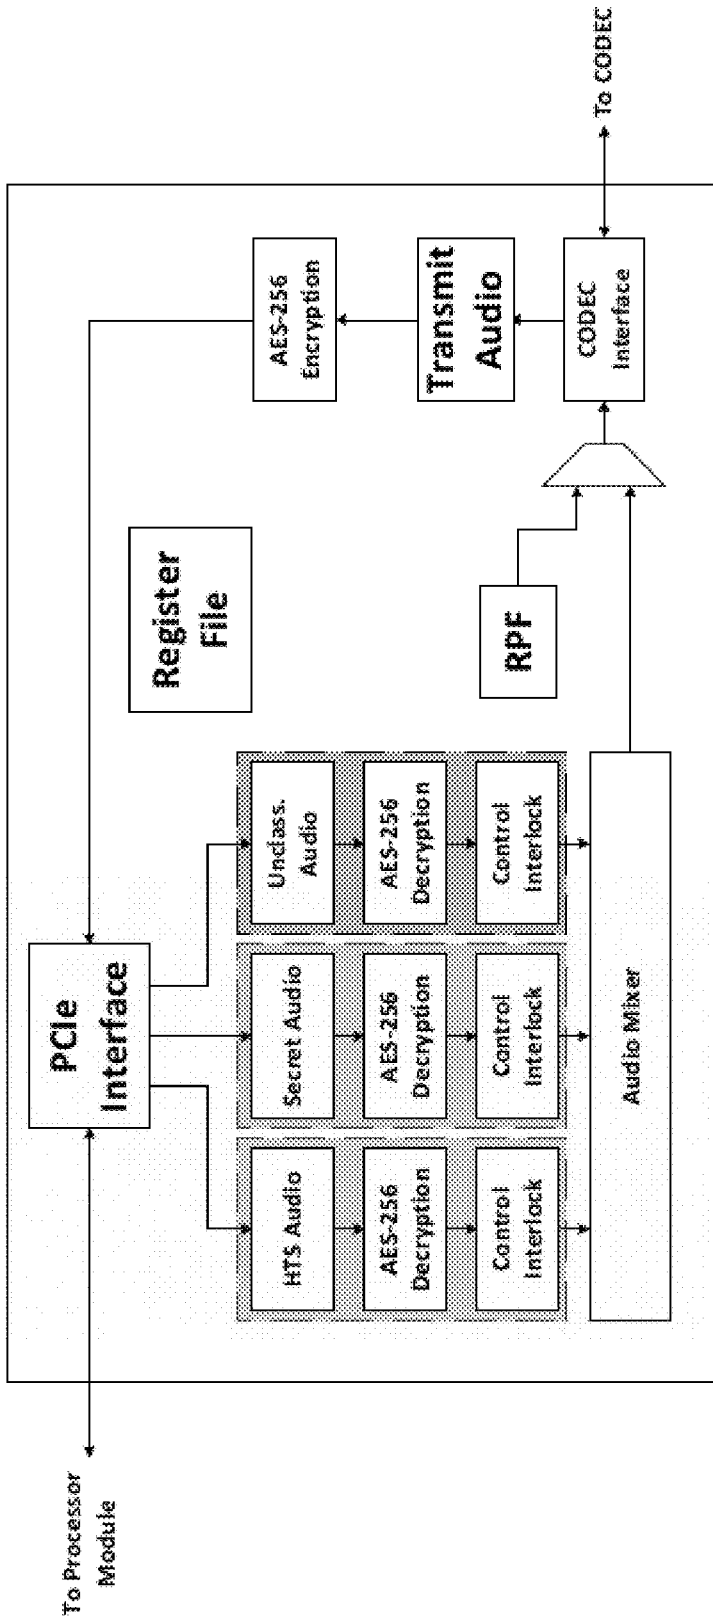 To Processor
Module
PCIe
Interface
HTS Audio
AES-256
Decryption
Control
Interlock
Secret Audio
AES-256
Decryption
Control
Interlock
Unclass.
Audio
AES-256
Decryption
Control
Interlock
Audio Mixer
Register
File
RPF
AES-256
Encryption
Transmit
Audio
CODEC
Interface
To CODEC